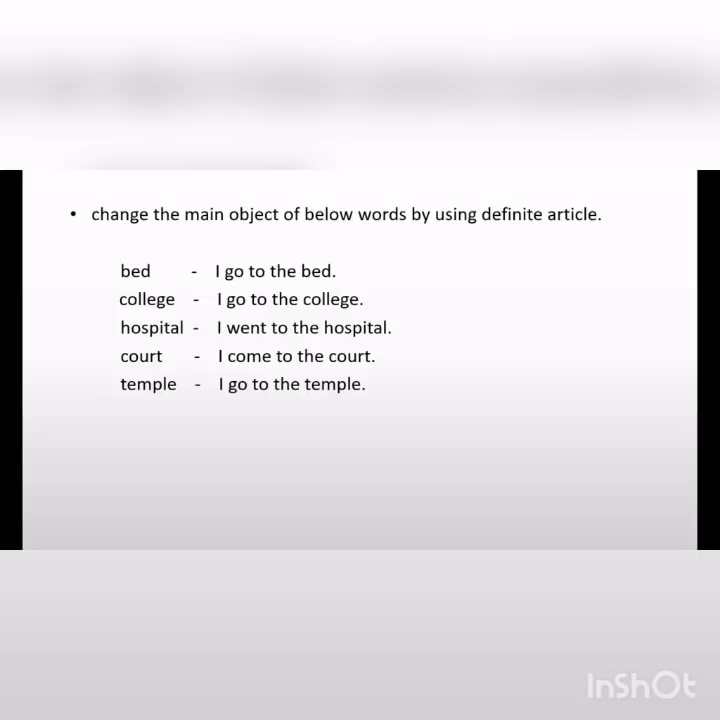 • change the main object of below words by using definite article.
bed - I go to the bed.
college - I go to the college.
hospital - I went to the hospital.
court - I come to the court.
temple - I go to the temple.
InShOt